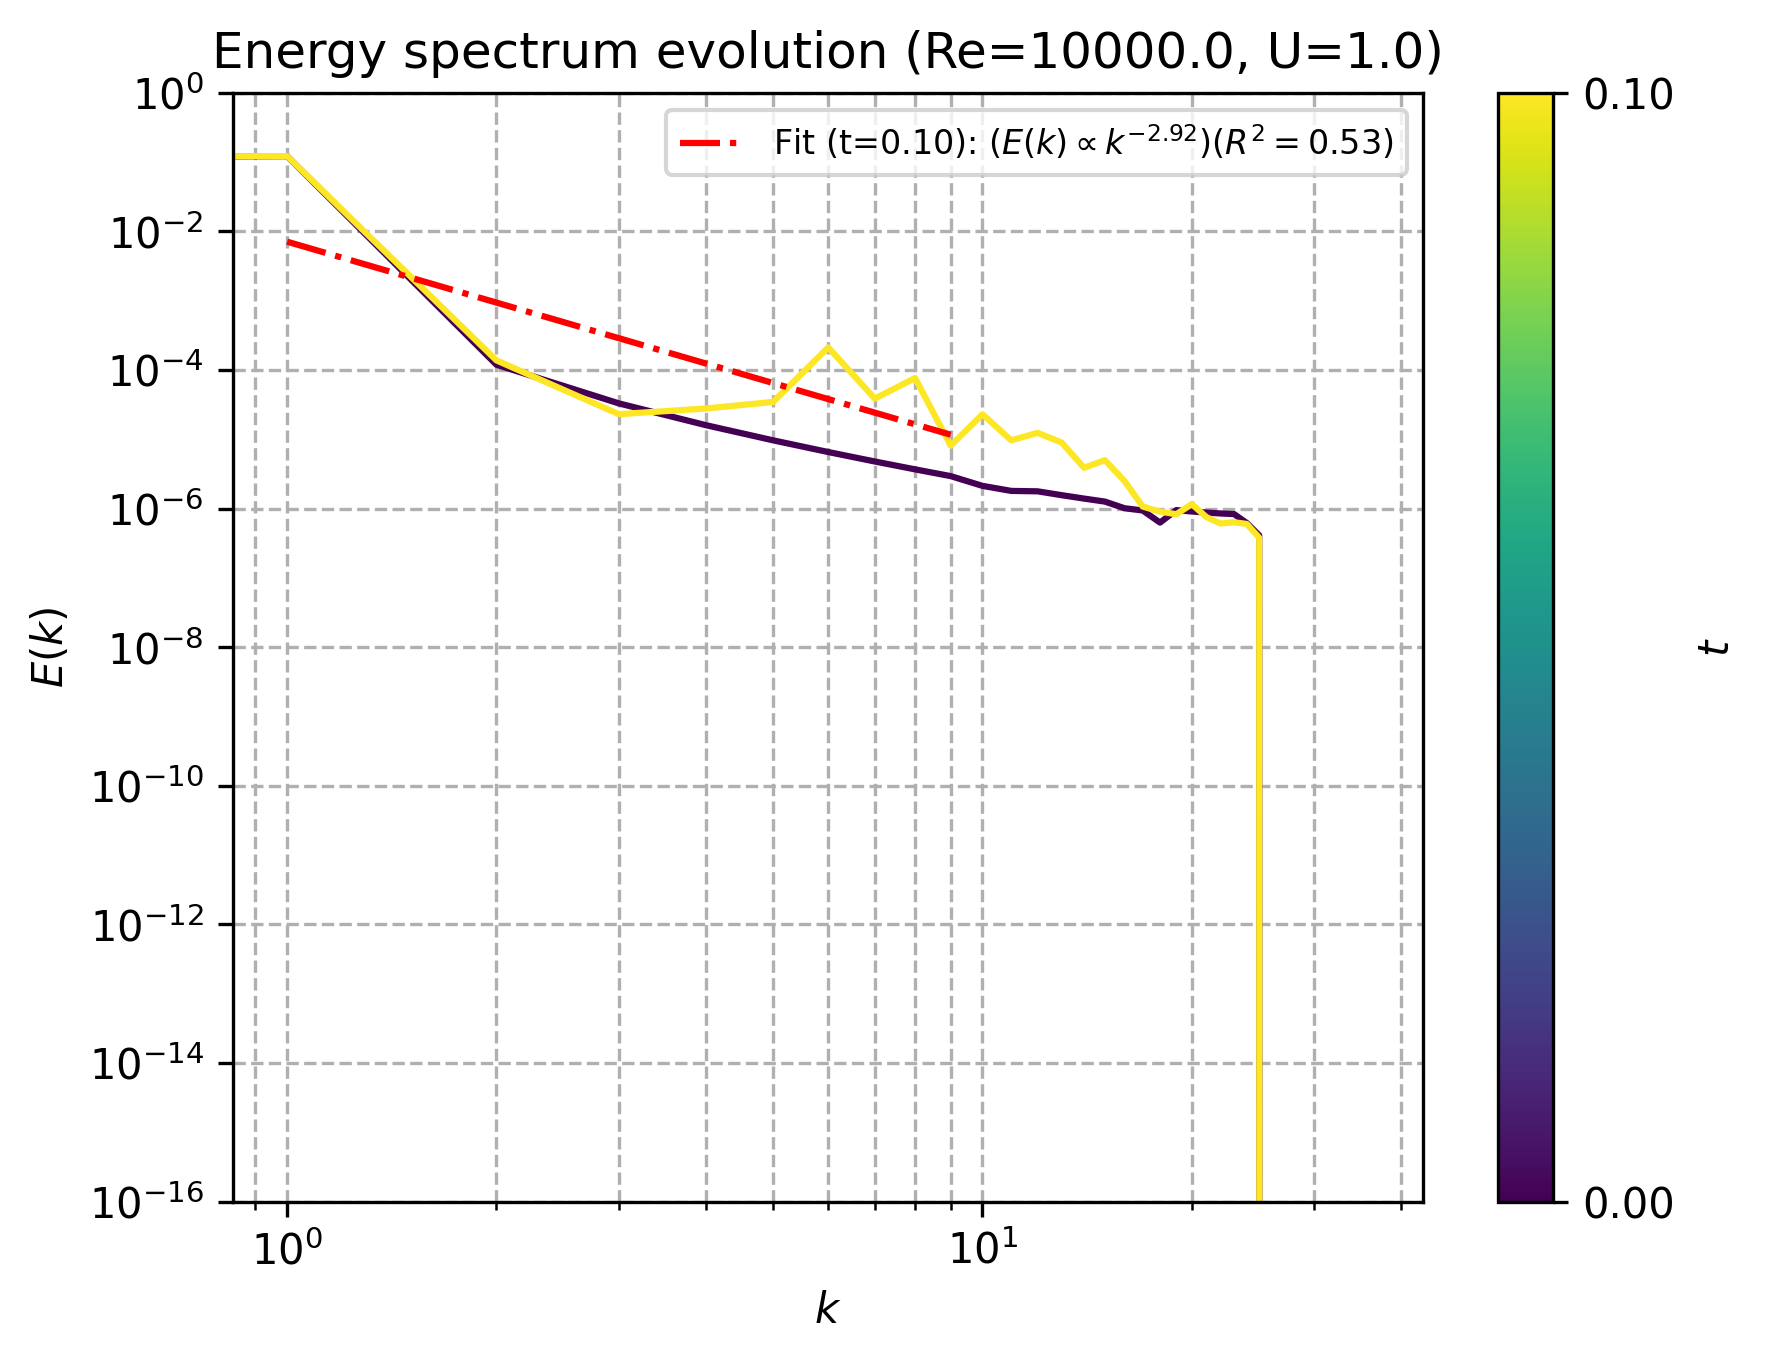 Energy spectrum evolution (Re=10000.0, U=1.0)
Fit (t=0.10): (E(k) ∝ k^{-2.92})(R^2 = 0.53)
10^0
10^{-2}
10^{-4}
10^{-6}
10^{-8}
10^{-10}
10^{-12}
10^{-14}
10^{-16}
E(k)
10^0
10^1
k
0.10
0.00
t